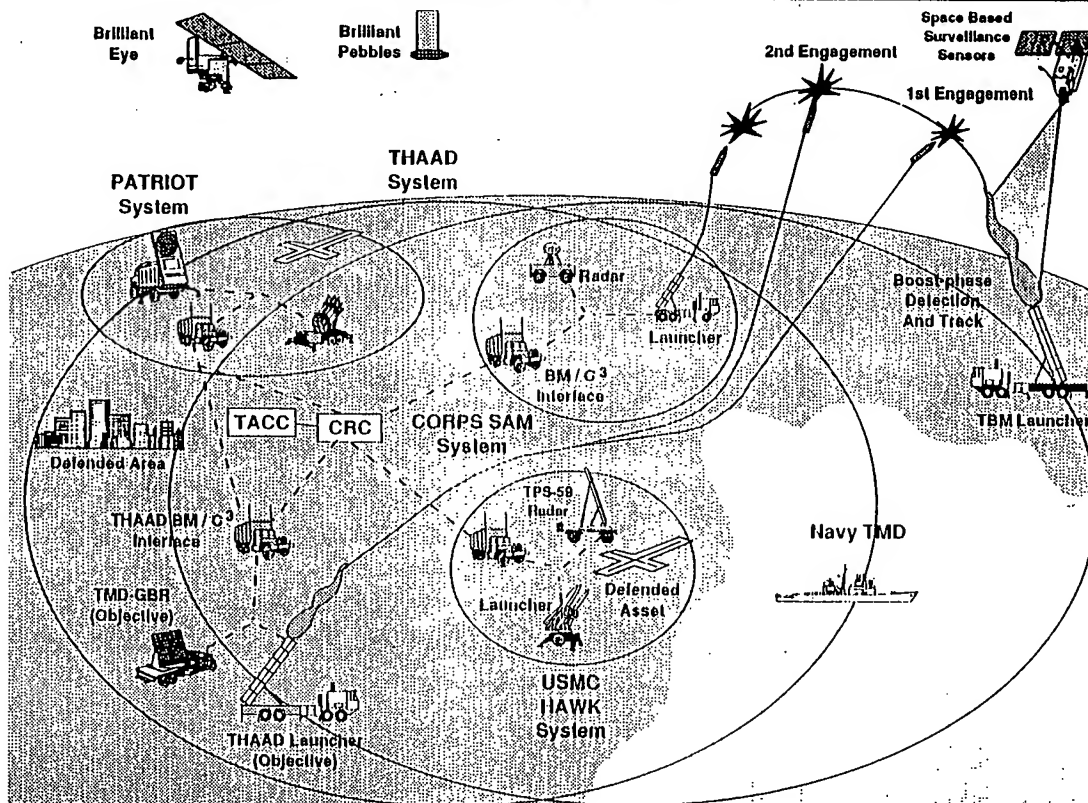 Brilliant
Eye
Brilliant
Pebbles
Space Based
Surveillance
Sensors
2nd Engagement
1st Engagement
THAAD
System
PATRIOT
System
Radar
Launcher
BM / C³
Interface
Boost-phase
Detection
And Track
TBM Launcher
TACC
CRC
CORPS SAM
System
Defended Area
THAAD BM / C³
Interface
TPS-59
Radar
Navy TMD
TMD-GBR
(Objective)
Launcher
Defended
Asset
USMC
HAWK
System
THAAD Launcher
(Objective)